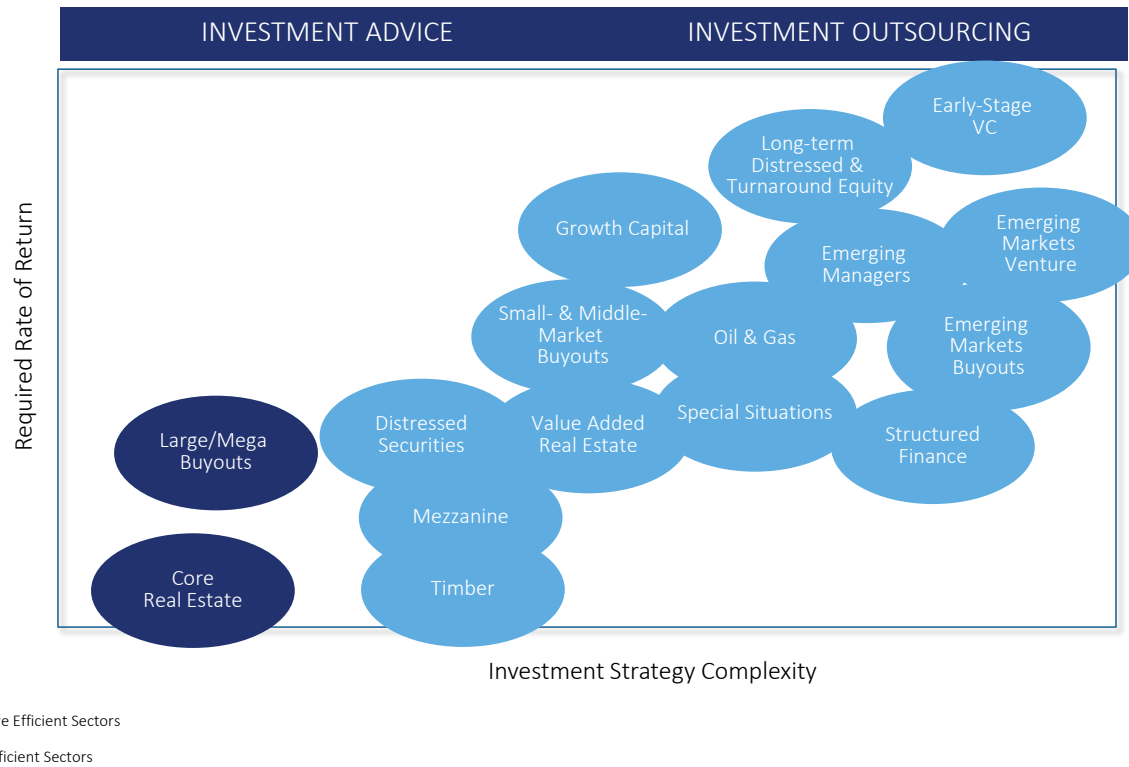 INVESTMENT ADVICE
INVESTMENT OUTSOURCING
Early-Stage
VC
Long-term
Distressed &
Turnaround Equity
Growth Capital
Emerging
Markets
Venture
Emerging
Managers
Small- & Middle-
Market
Buyouts
Oil & Gas
Emerging
Markets
Buyouts
Large/Mega
Buyouts
Distressed
Securities
Value Added
Real Estate
Special Situations
Structured
Finance
Mezzanine
Core
Real Estate
Timber
Required Rate of Return
Investment Strategy Complexity
Efficient Sectors
Sectors